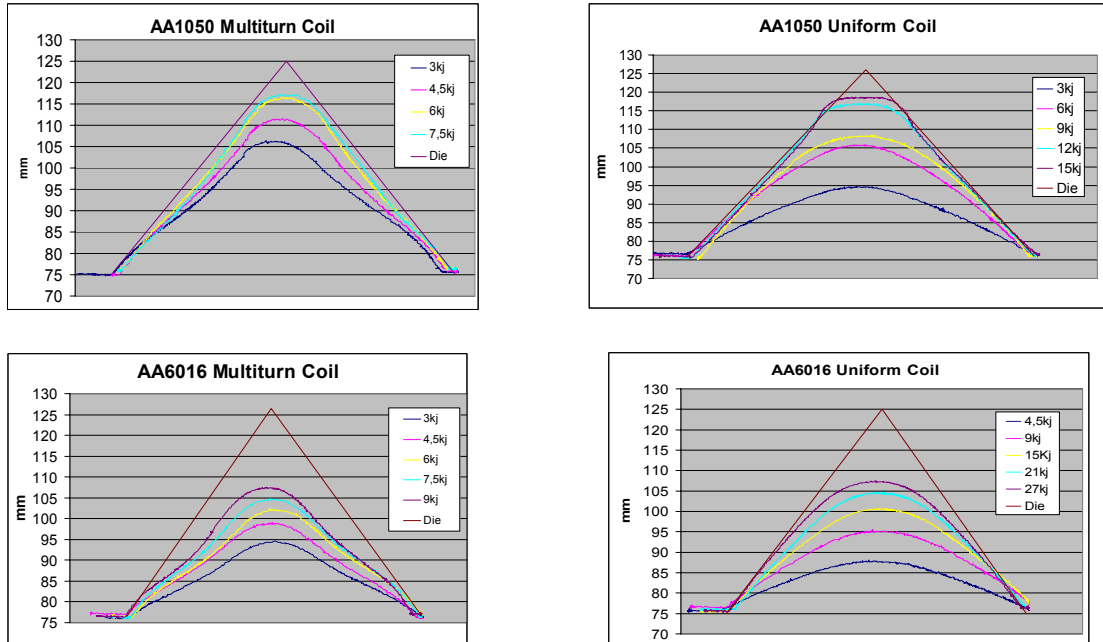 AA1050 Multiturn Coil
130
125
120
115
110
105
100
95
90
85
80
75
70
mm
3kj
4,5kj
6kj
7,5kj
Die
AA1050 Uniform Coil
130
125
120
115
110
105
100
95
90
85
80
75
70
mm
3kj
6kj
9kj
12kj
15kj
Die
AA6016 Multiturn Coil
130
125
120
115
110
105
100
95
90
85
80
75
mm
3kj
4,5kj
6kj
7,5kj
9kj
Die
AA6016 Uniform Coil
130
125
120
115
110
105
100
95
90
85
80
75
70
mm
4,5kj
9kj
15Kj
21kj
27kj
Die